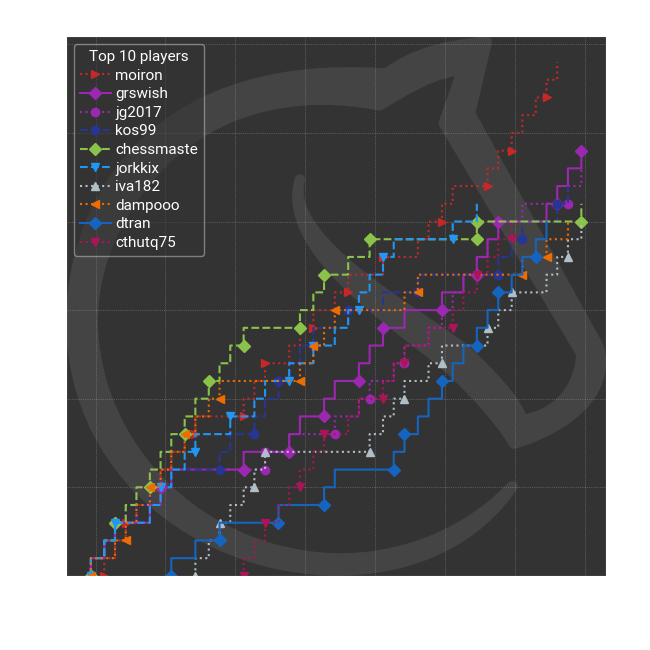 Top 10 players
moiron
grswish
jg2017
kos99
chessmaste
jorkkix
iva182
dampooo
dtran
cthutq75